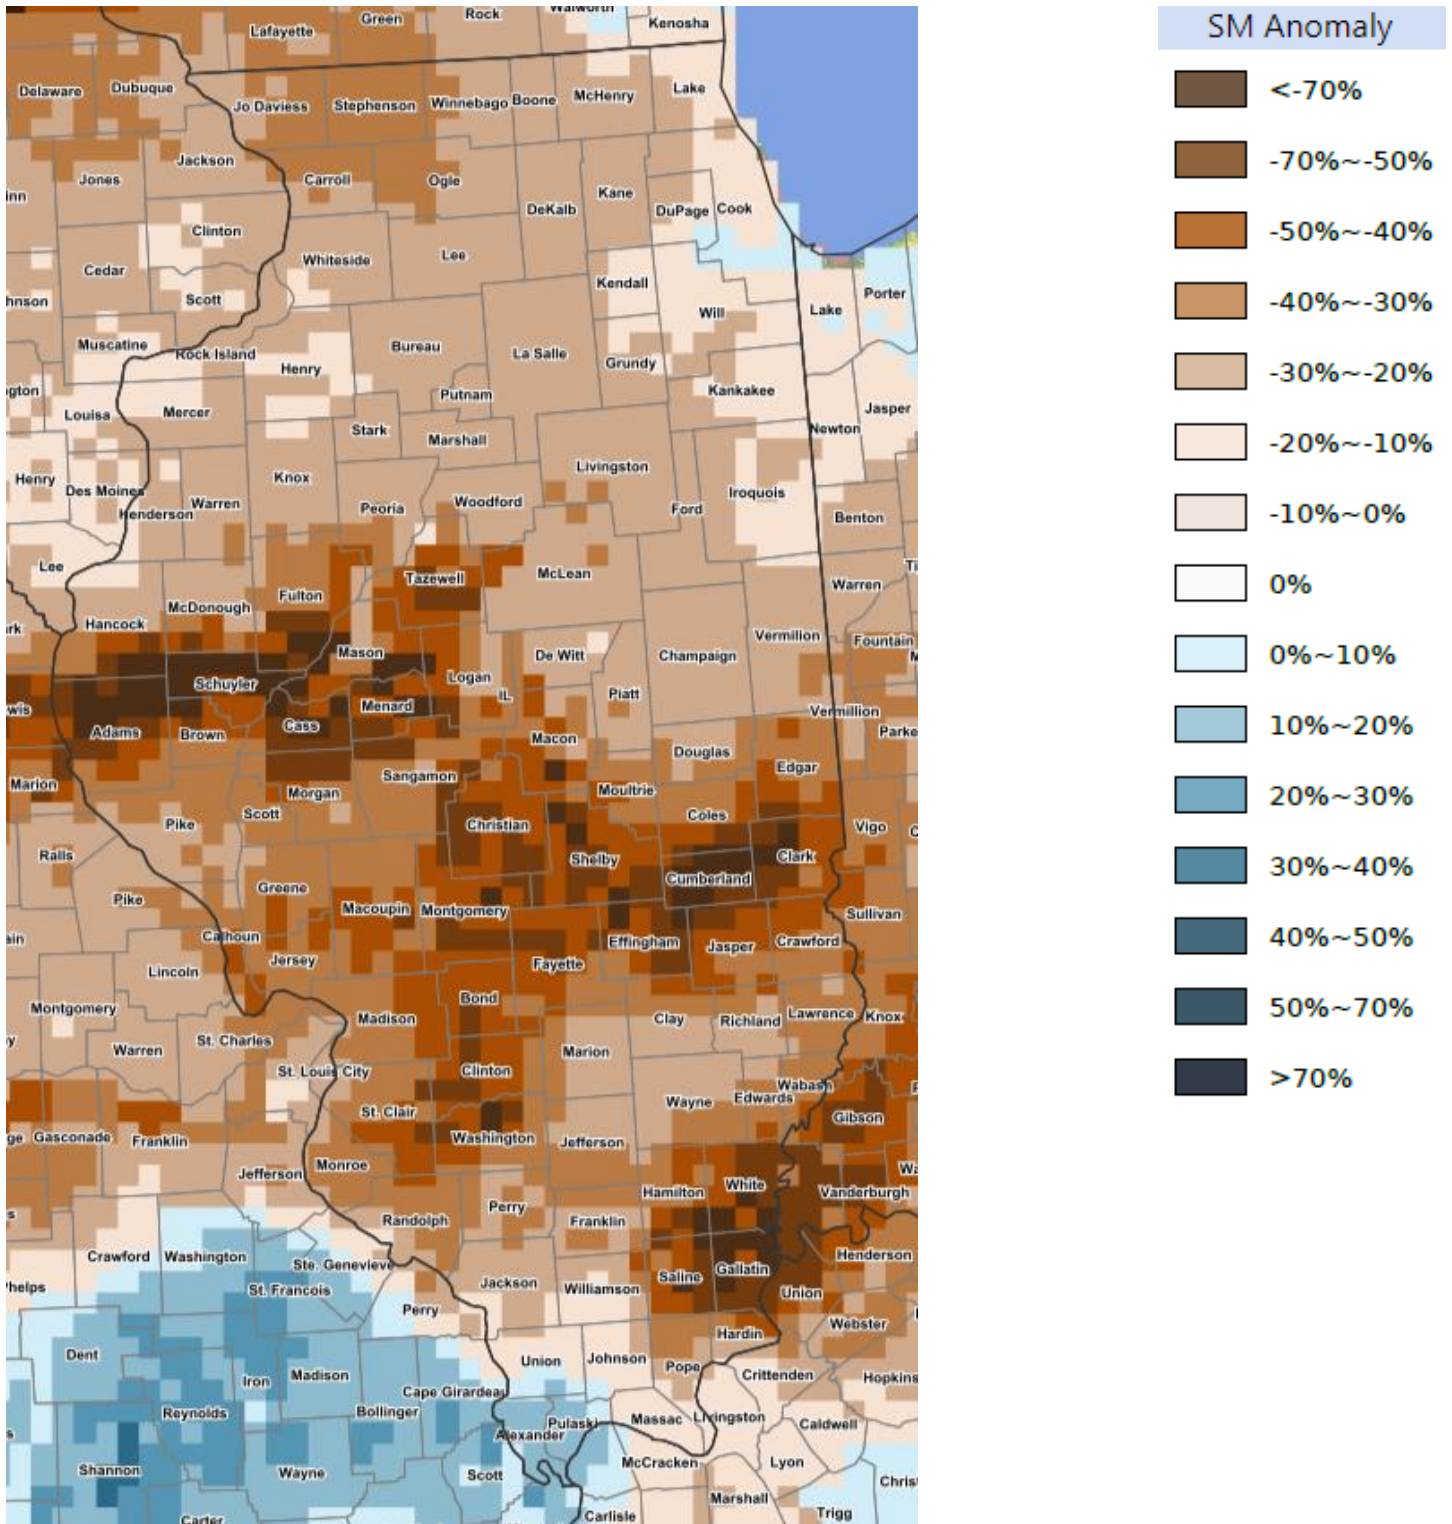 Walworth
SM Anomaly
Green
Rock
Kenosha
Lafayette
Delaware
Dubuque
Jo Daviess
Stephenson
Winnebago
Boone
McHenry
Lake
<-70%
Jackson
Jones
Carroll
Ogle
Kane
-70%~-50%
inn
DeKalb
DuPage
Cook
Clinton
Whiteside
Lee
-50%~-40%
Cedar
Kendall
hnson
Scott
Will
Lake
Porter
-40%~-30%
Muscatine
Rock Island
Bureau
La Salle
Henry
Grundy
-30%~-20%
gton
Putnam
Kankakee
Louisa
Mercer
Jasper
Stark
Marshall
Newton
-20%~-10%
Henry
Des Moines
Knox
Livingston
Iroquois
Henderson
Warren
Peoria
Woodford
Ford
Benton
-10%~0%
Lee
Tazewell
McLean
Warren
Ti
0%
McDonough
Fulton
rk
Hancock
Vermilion
Fountain
0%~10%
Mason
De Witt
Champaign
M
Schuyler
Logan
IL
Piatt
wis
Cass
Menard
Vermillion
10%~20%
Adams
Brown
Macon
Parke
Douglas
Marion
Sangamon
Edgar
Morgan
Moultrie
20%~30%
Pike
Scott
Christian
Coles
Vigo
C
Ralls
Shelby
Clark
30%~40%
Pike
Greene
Cumberland
Macoupin
Montgomery
Sullivan
ain
Calhoun
Effingham
Jasper
Crawford
40%~50%
Lincoln
Jersey
Fayette
Montgomery
Bond
Madison
Clay
Richland
Lawrence
Knox
50%~70%
y
Warren
St. Charles
Marion
St. Louis City
Clinton
Wabash
>70%
St. Clair
Wayne
Edwards
Gibson
ge
Gasconade
Franklin
Washington
Jefferson
Jefferson
Monroe
Hamilton
White
Vanderburgh
Wa
s
Randolph
Perry
Franklin
Crawford
Washington
Ste. Genevieve
Henderson
Phelps
St. Francois
Jackson
Williamson
Saline
Gallatin
Union
Perry
Hardin
Webster
Dent
Union
Johnson
Pope
Iron
Madison
Cape Girardeau
Crittenden
Hopkins
Reynolds
Bollinger
Pulaski
Massac
Livingston
Caldwell
s
Alexander
Shannon
Wayne
Scott
McCracken
Lyon
Christ
Marshall
Carter
Carlisle
Trigg